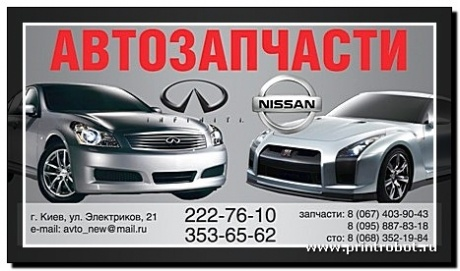 АВТОЗАПЧАСТИ
INFINITI
NISSAN
г. Киев, ул. Электриков, 21
e-mail: avto_new@mail.ru
222-76-10
353-65-62
запчасти: 8 (067) 403-90-43
8 (095) 887-83-18
сто: 8 (068) 352-19-84
www.printrobot.ru